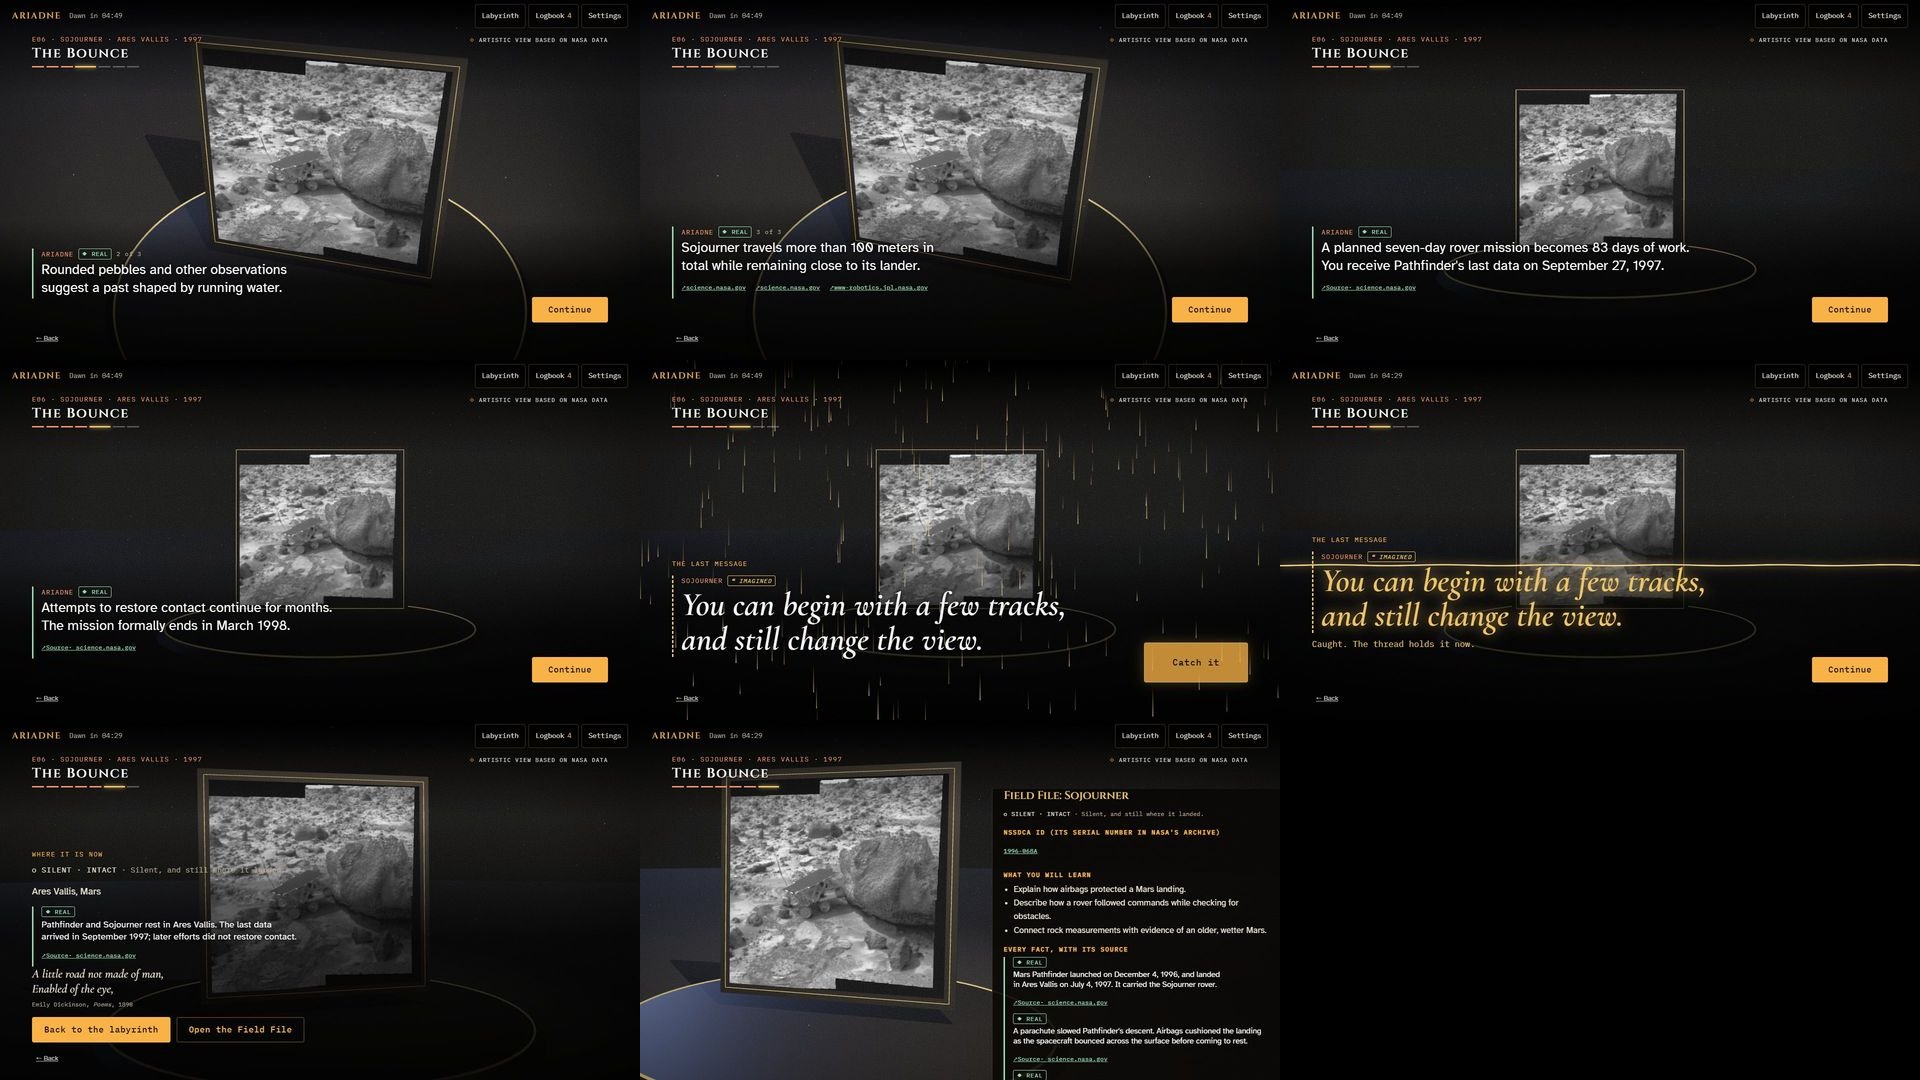 ARIADNE Dawn in 04:49
Labyrinth Logbook 4 Settings
E06 · SOJOURNER · ARES VALLIS · 1997
ARTISTIC VIEW BASED ON NASA DATA
THE BOUNCE
ARIADNE ◆ REAL 2 of 3
Rounded pebbles and other observations
suggest a past shaped by running water.
Continue
← Back
ARIADNE Dawn in 04:49
Labyrinth Logbook 4 Settings
E06 · SOJOURNER · ARES VALLIS · 1997
ARTISTIC VIEW BASED ON NASA DATA
THE BOUNCE
ARIADNE ◆ REAL 3 of 3
Sojourner travels more than 100 meters in
total while remaining close to its lander.
↗science.nasa.gov ↗science.nasa.gov ↗www-robotics.jpl.nasa.gov
Continue
← Back
ARIADNE Dawn in 04:49
Labyrinth Logbook 4 Settings
E06 · SOJOURNER · ARES VALLIS · 1997
ARTISTIC VIEW BASED ON NASA DATA
THE BOUNCE
ARIADNE ◆ REAL
A planned seven-day rover mission becomes 83 days of work.
You receive Pathfinder's last data on September 27, 1997.
↗Source· science.nasa.gov
Continue
← Back
ARIADNE Dawn in 04:49
Labyrinth Logbook 4 Settings
E06 · SOJOURNER · ARES VALLIS · 1997
ARTISTIC VIEW BASED ON NASA DATA
THE BOUNCE
ARIADNE ◆ REAL
Attempts to restore contact continue for months.
The mission formally ends in March 1998.
↗Source· science.nasa.gov
Continue
← Back
ARIADNE Dawn in 04:49
Labyrinth Logbook 4 Settings
E06 · SOJOURNER · ARES VALLIS · 1997
ARTISTIC VIEW BASED ON NASA DATA
THE BOUNCE
THE LAST MESSAGE
SOJOURNER ❝ IMAGINED
You can begin with a few tracks,
and still change the view.
Catch it
← Back
ARIADNE Dawn in 04:29
Labyrinth Logbook 4 Settings
E06 · SOJOURNER · ARES VALLIS · 1997
ARTISTIC VIEW BASED ON NASA DATA
THE BOUNCE
THE LAST MESSAGE
SOJOURNER ❝ IMAGINED
You can begin with a few tracks,
and still change the view.
Caught. The thread holds it now.
Continue
← Back
ARIADNE Dawn in 04:29
Labyrinth Logbook 4 Settings
E06 · SOJOURNER · ARES VALLIS · 1997
ARTISTIC VIEW BASED ON NASA DATA
THE BOUNCE
WHERE IT IS NOW
o SILENT · INTACT · Silent, and still where it landed.
Ares Vallis, Mars
◆ REAL
Pathfinder and Sojourner rest in Ares Vallis. The last data
arrived in September 1997; later efforts did not restore contact.
↗Source· science.nasa.gov
A little road not made of man,
Enabled of the eye,
Emily Dickinson, Poems, 1890
Back to the labyrinth Open the Field File
← Back
ARIADNE Dawn in 04:29
Labyrinth Logbook 4 Settings
E06 · SOJOURNER · ARES VALLIS · 1997
ARTISTIC VIEW BASED ON NASA DATA
THE BOUNCE
FIELD FILE: SOJOURNER
o SILENT · INTACT · Silent, and still where it landed.
NSSDCA ID (ITS SERIAL NUMBER IN NASA'S ARCHIVE)
1996-068A
WHAT YOU WILL LEARN
• Explain how airbags protected a Mars landing.
• Describe how a rover followed commands while checking for
obstacles.
• Connect rock measurements with evidence of an older, wetter Mars.
EVERY FACT, WITH ITS SOURCE
◆ REAL
Mars Pathfinder launched on December 4, 1996, and landed
in Ares Vallis on July 4, 1997. It carried the Sojourner rover.
↗Source· science.nasa.gov
◆ REAL
A parachute slowed Pathfinder's descent. Airbags cushioned the landing
as the spacecraft bounced across the surface before coming to rest.
↗Source· science.nasa.gov
◆ REAL